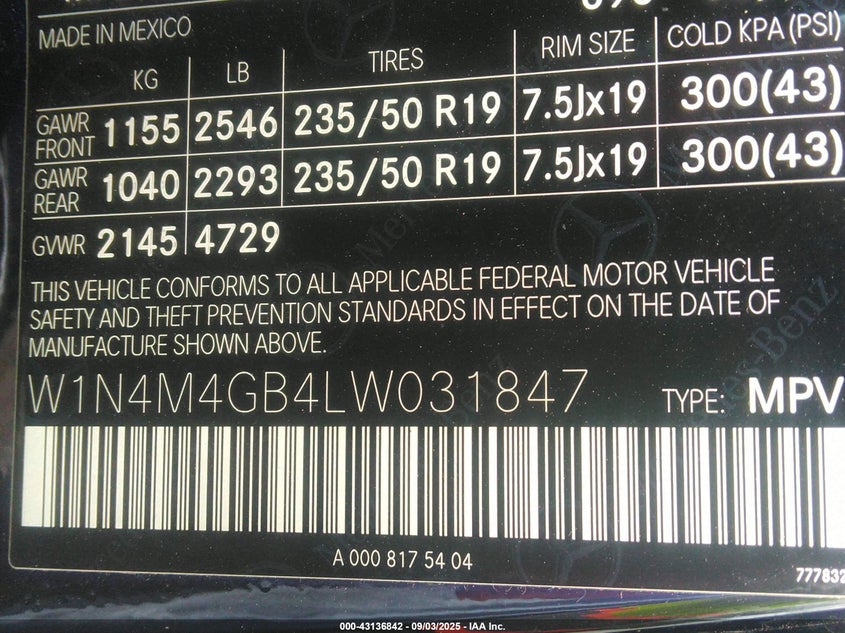 MADE IN MEXICO
KG LB TIRES RIM SIZE COLD KPA (PSI)
GAWR FRONT 1155 2546 235/50 R19 7.5Jx19 300(43)
GAWR REAR 1040 2293 235/50 R19 7.5Jx19 300(43)
GVWR 2145 4729
THIS VEHICLE CONFORMS TO ALL APPLICABLE FEDERAL MOTOR VEHICLE
SAFETY AND THEFT PREVENTION STANDARDS IN EFFECT ON THE DATE OF
MANUFACTURE SHOWN ABOVE.
W1N4M4GB4LW031847 TYPE: MPV
A 000 817 54 04
777832
000-43136842 - 09/03/2025 - IAA Inc.